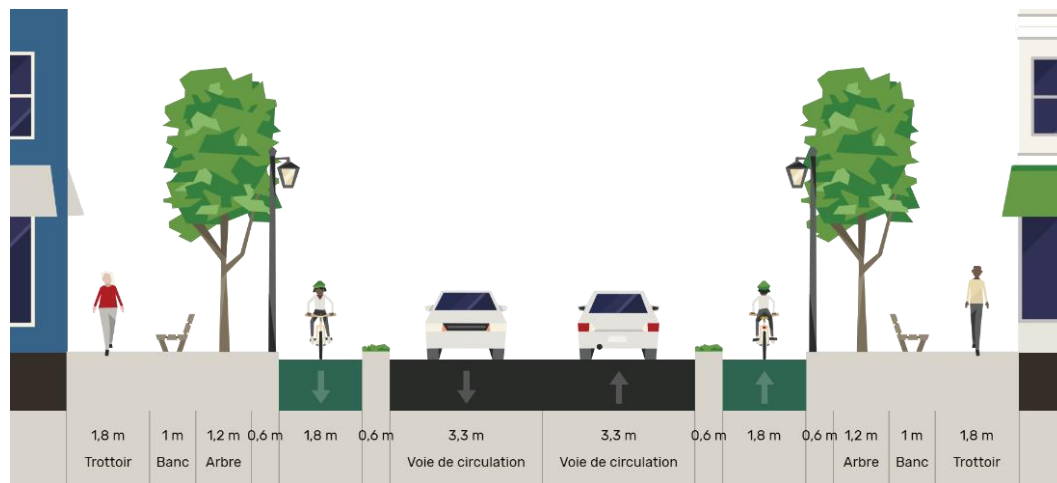 1,8 m 1 m 1,2 m 0,6 m 1,8 m 0,6 m 3,3 m 3,3 m 0,6 m 1,8 m 0,6 m 1,2 m 1 m 1,8 m
Trottoir Banc Arbre Voie de circulation Voie de circulation Arbre Banc Trottoir